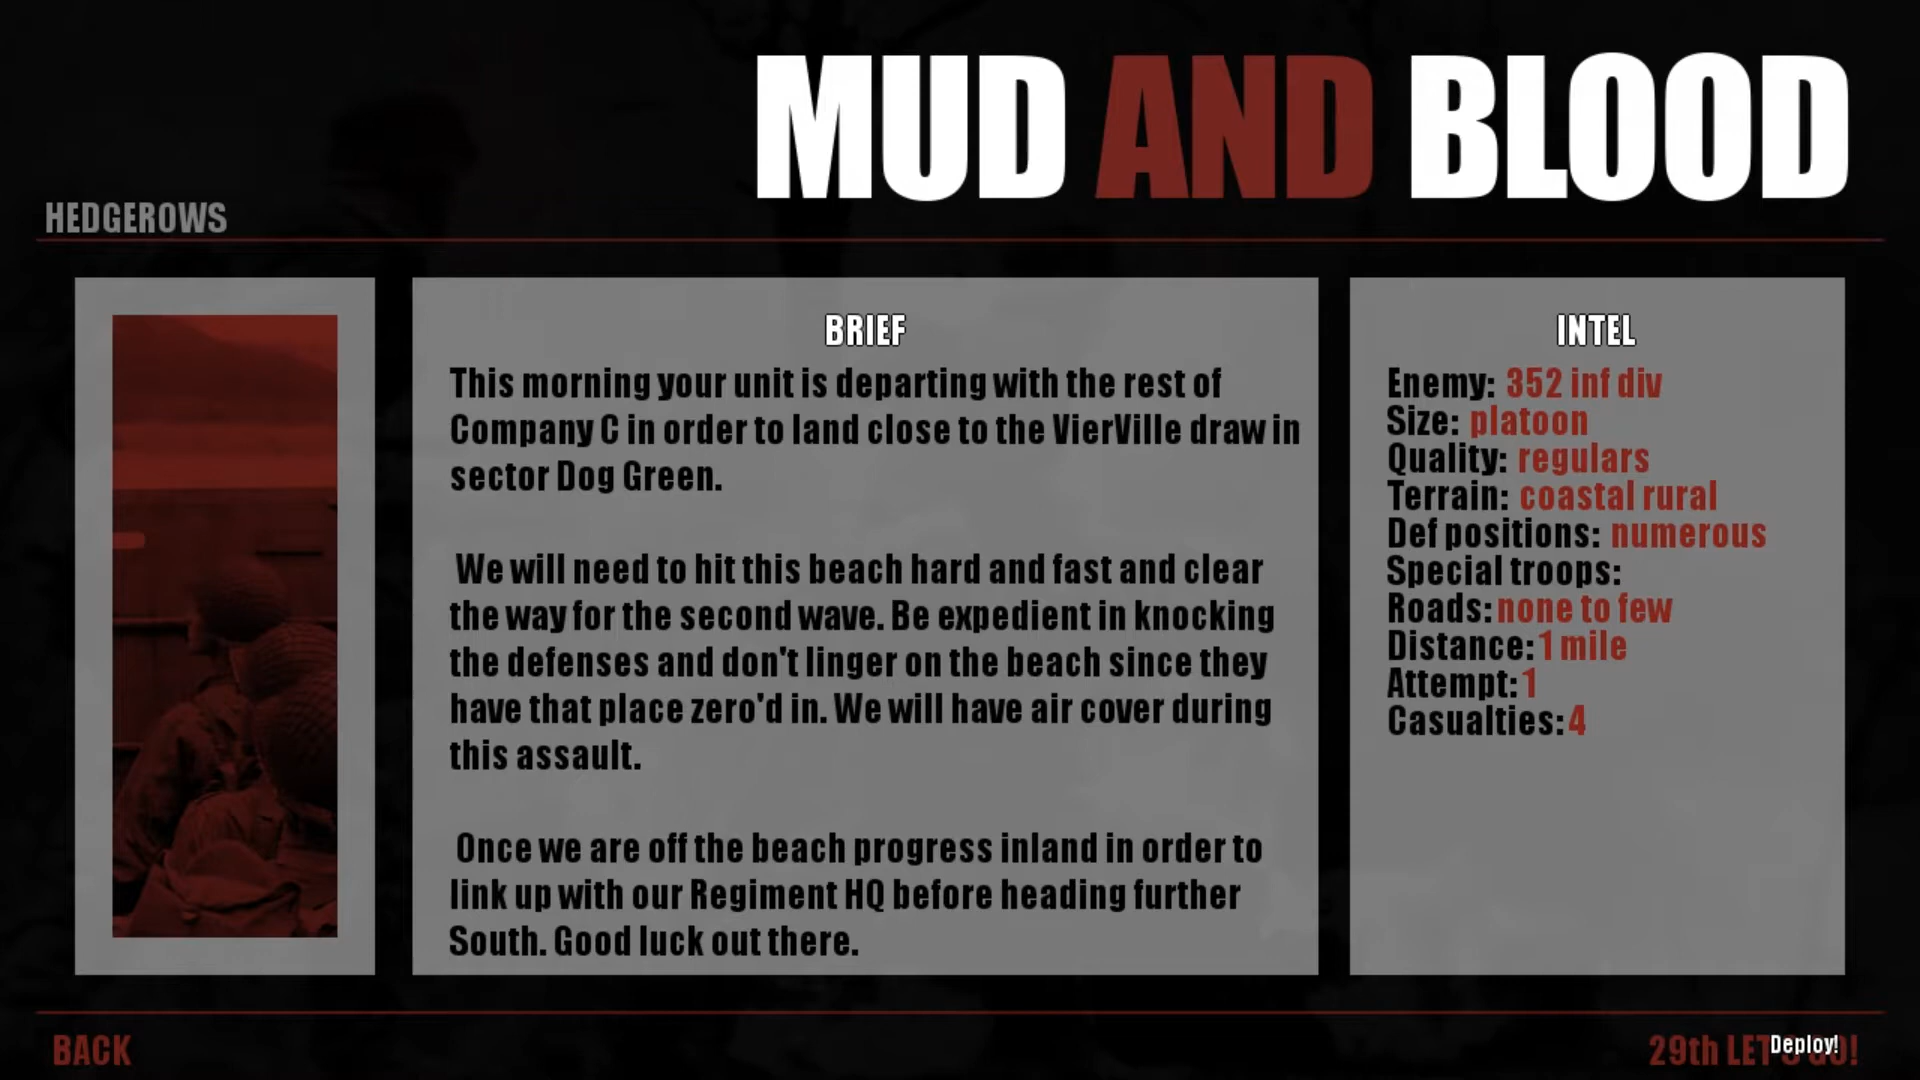 MUD AND BLOOD
HEDGEROWS
BRIEF
This morning your unit is departing with the rest of
Company C in order to land close to the VierVille draw in
sector Dog Green.
We will need to hit this beach hard and fast and clear
the way for the second wave. Be expedient in knocking
the defenses and don't linger on the beach since they
have that place zero'd in. We will have air cover during
this assault.
Once we are off the beach progress inland in order to
link up with our Regiment HQ before heading further
South. Good luck out there.
INTEL
Enemy: 352 inf div
Size: platoon
Quality: regulars
Terrain: coastal rural
Def positions: numerous
Special troops:
Roads: none to few
Distance: 1 mile
Attempt: 1
Casualties: 4
BACK
29th LET'S GO!
Deploy!